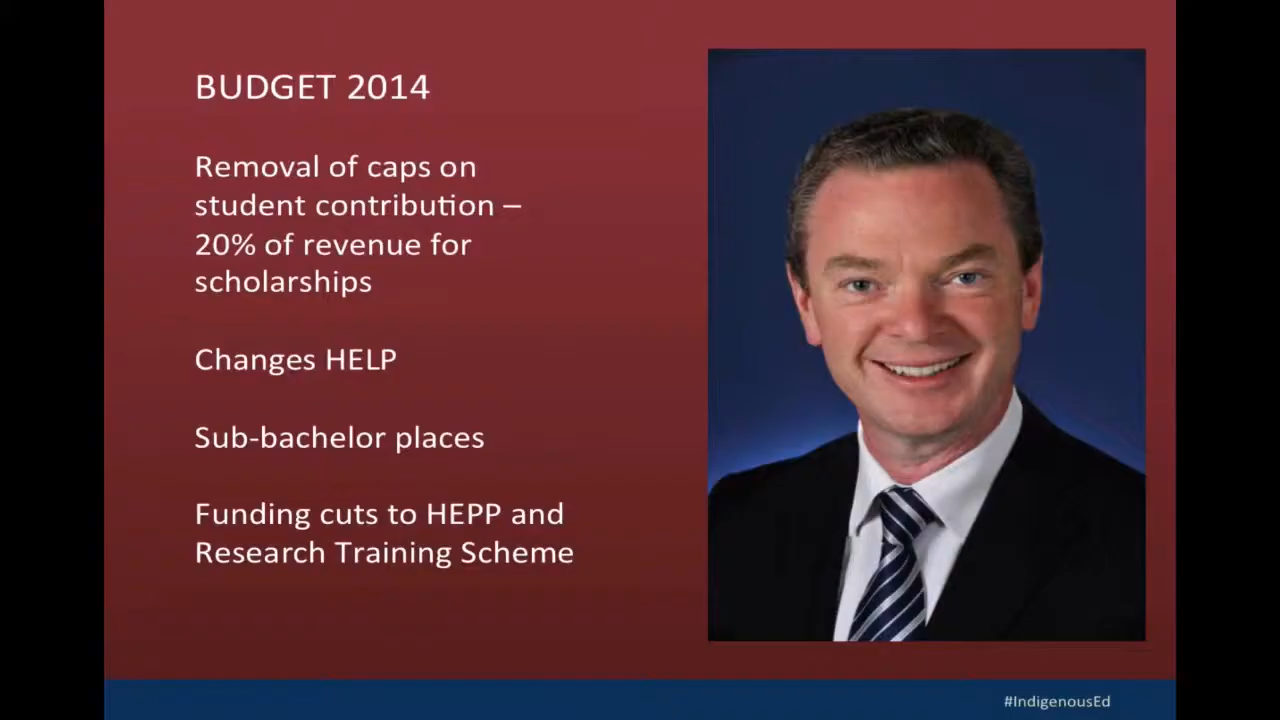 BUDGET 2014
Removal of caps on
student contribution –
20% of revenue for
scholarships
Changes HELP
Sub-bachelor places
Funding cuts to HEPP and
Research Training Scheme
#IndigenousEd